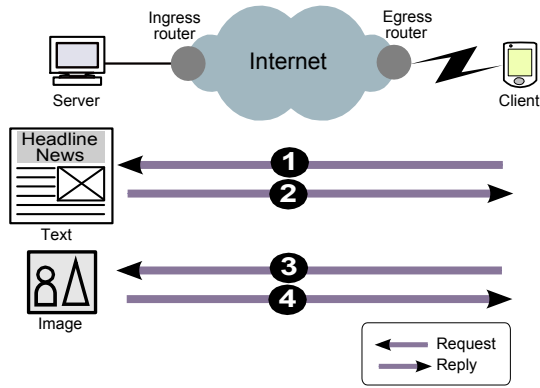 Ingress
router
Egress
router
Internet
Server
Client
Headline
News
1
2
Text
3
4
Image
Request
Reply